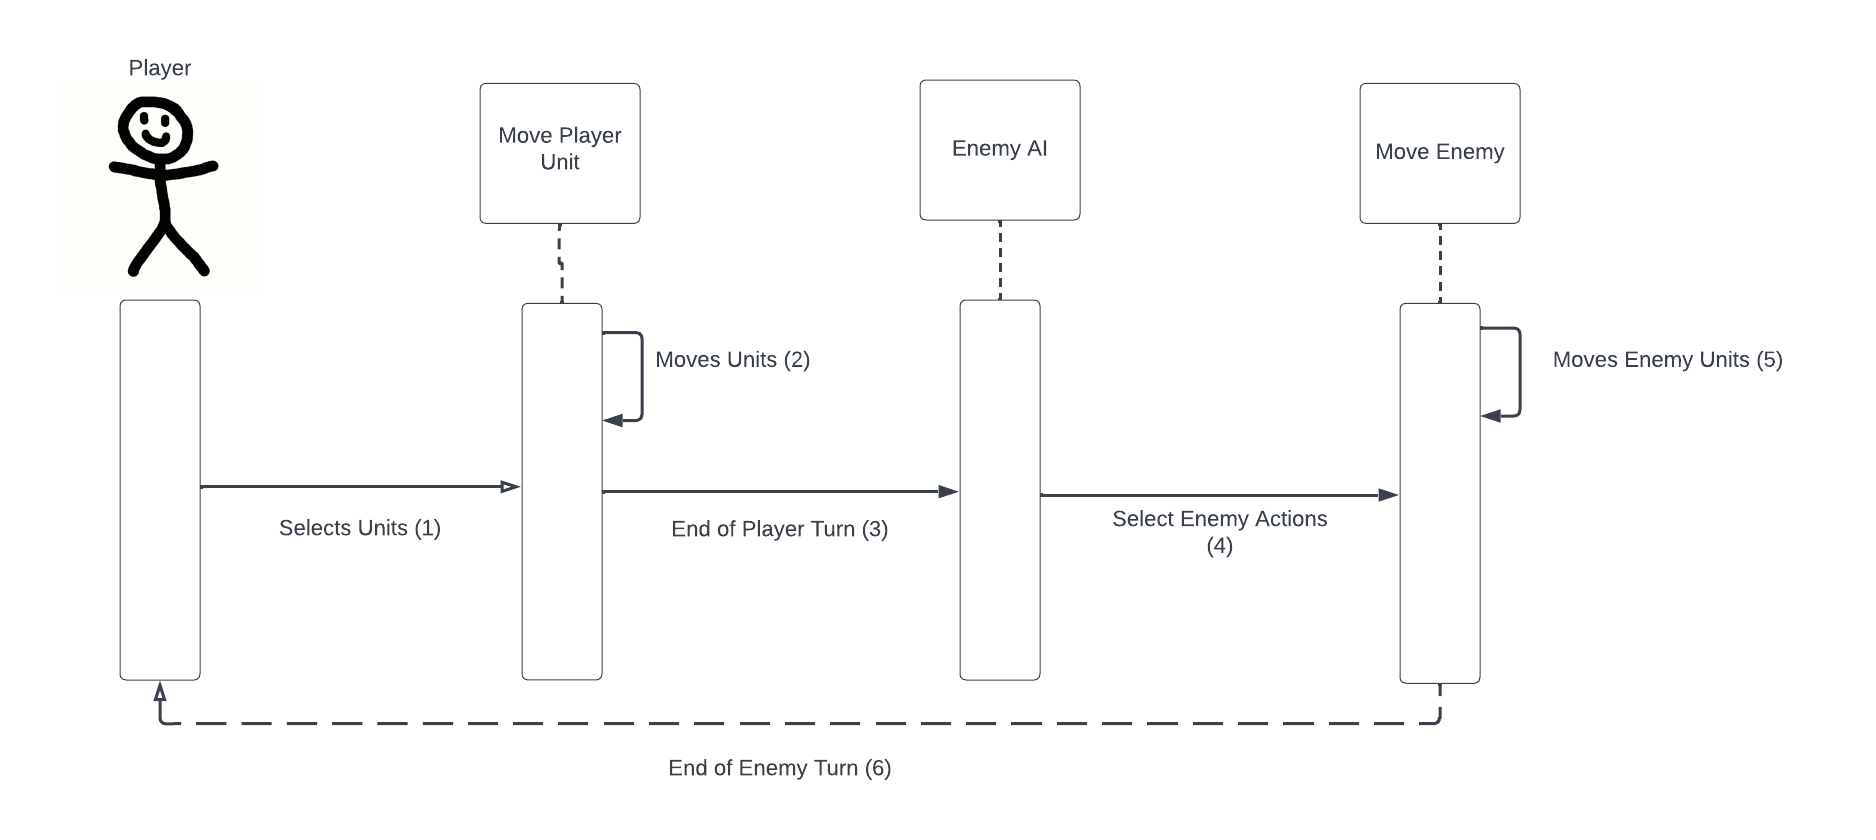 Player
Move Player
Unit
Enemy AI
Move Enemy
Moves Units (2)
Moves Enemy Units (5)
Selects Units (1)
End of Player Turn (3)
Select Enemy Actions
(4)
End of Enemy Turn (6)